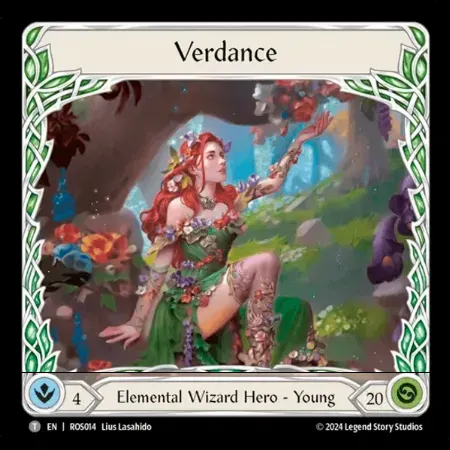 Verdance
4 Elemental Wizard Hero - Young 20
T EN | ROS014 Lius Lasahido © 2024 Legend Story Studios